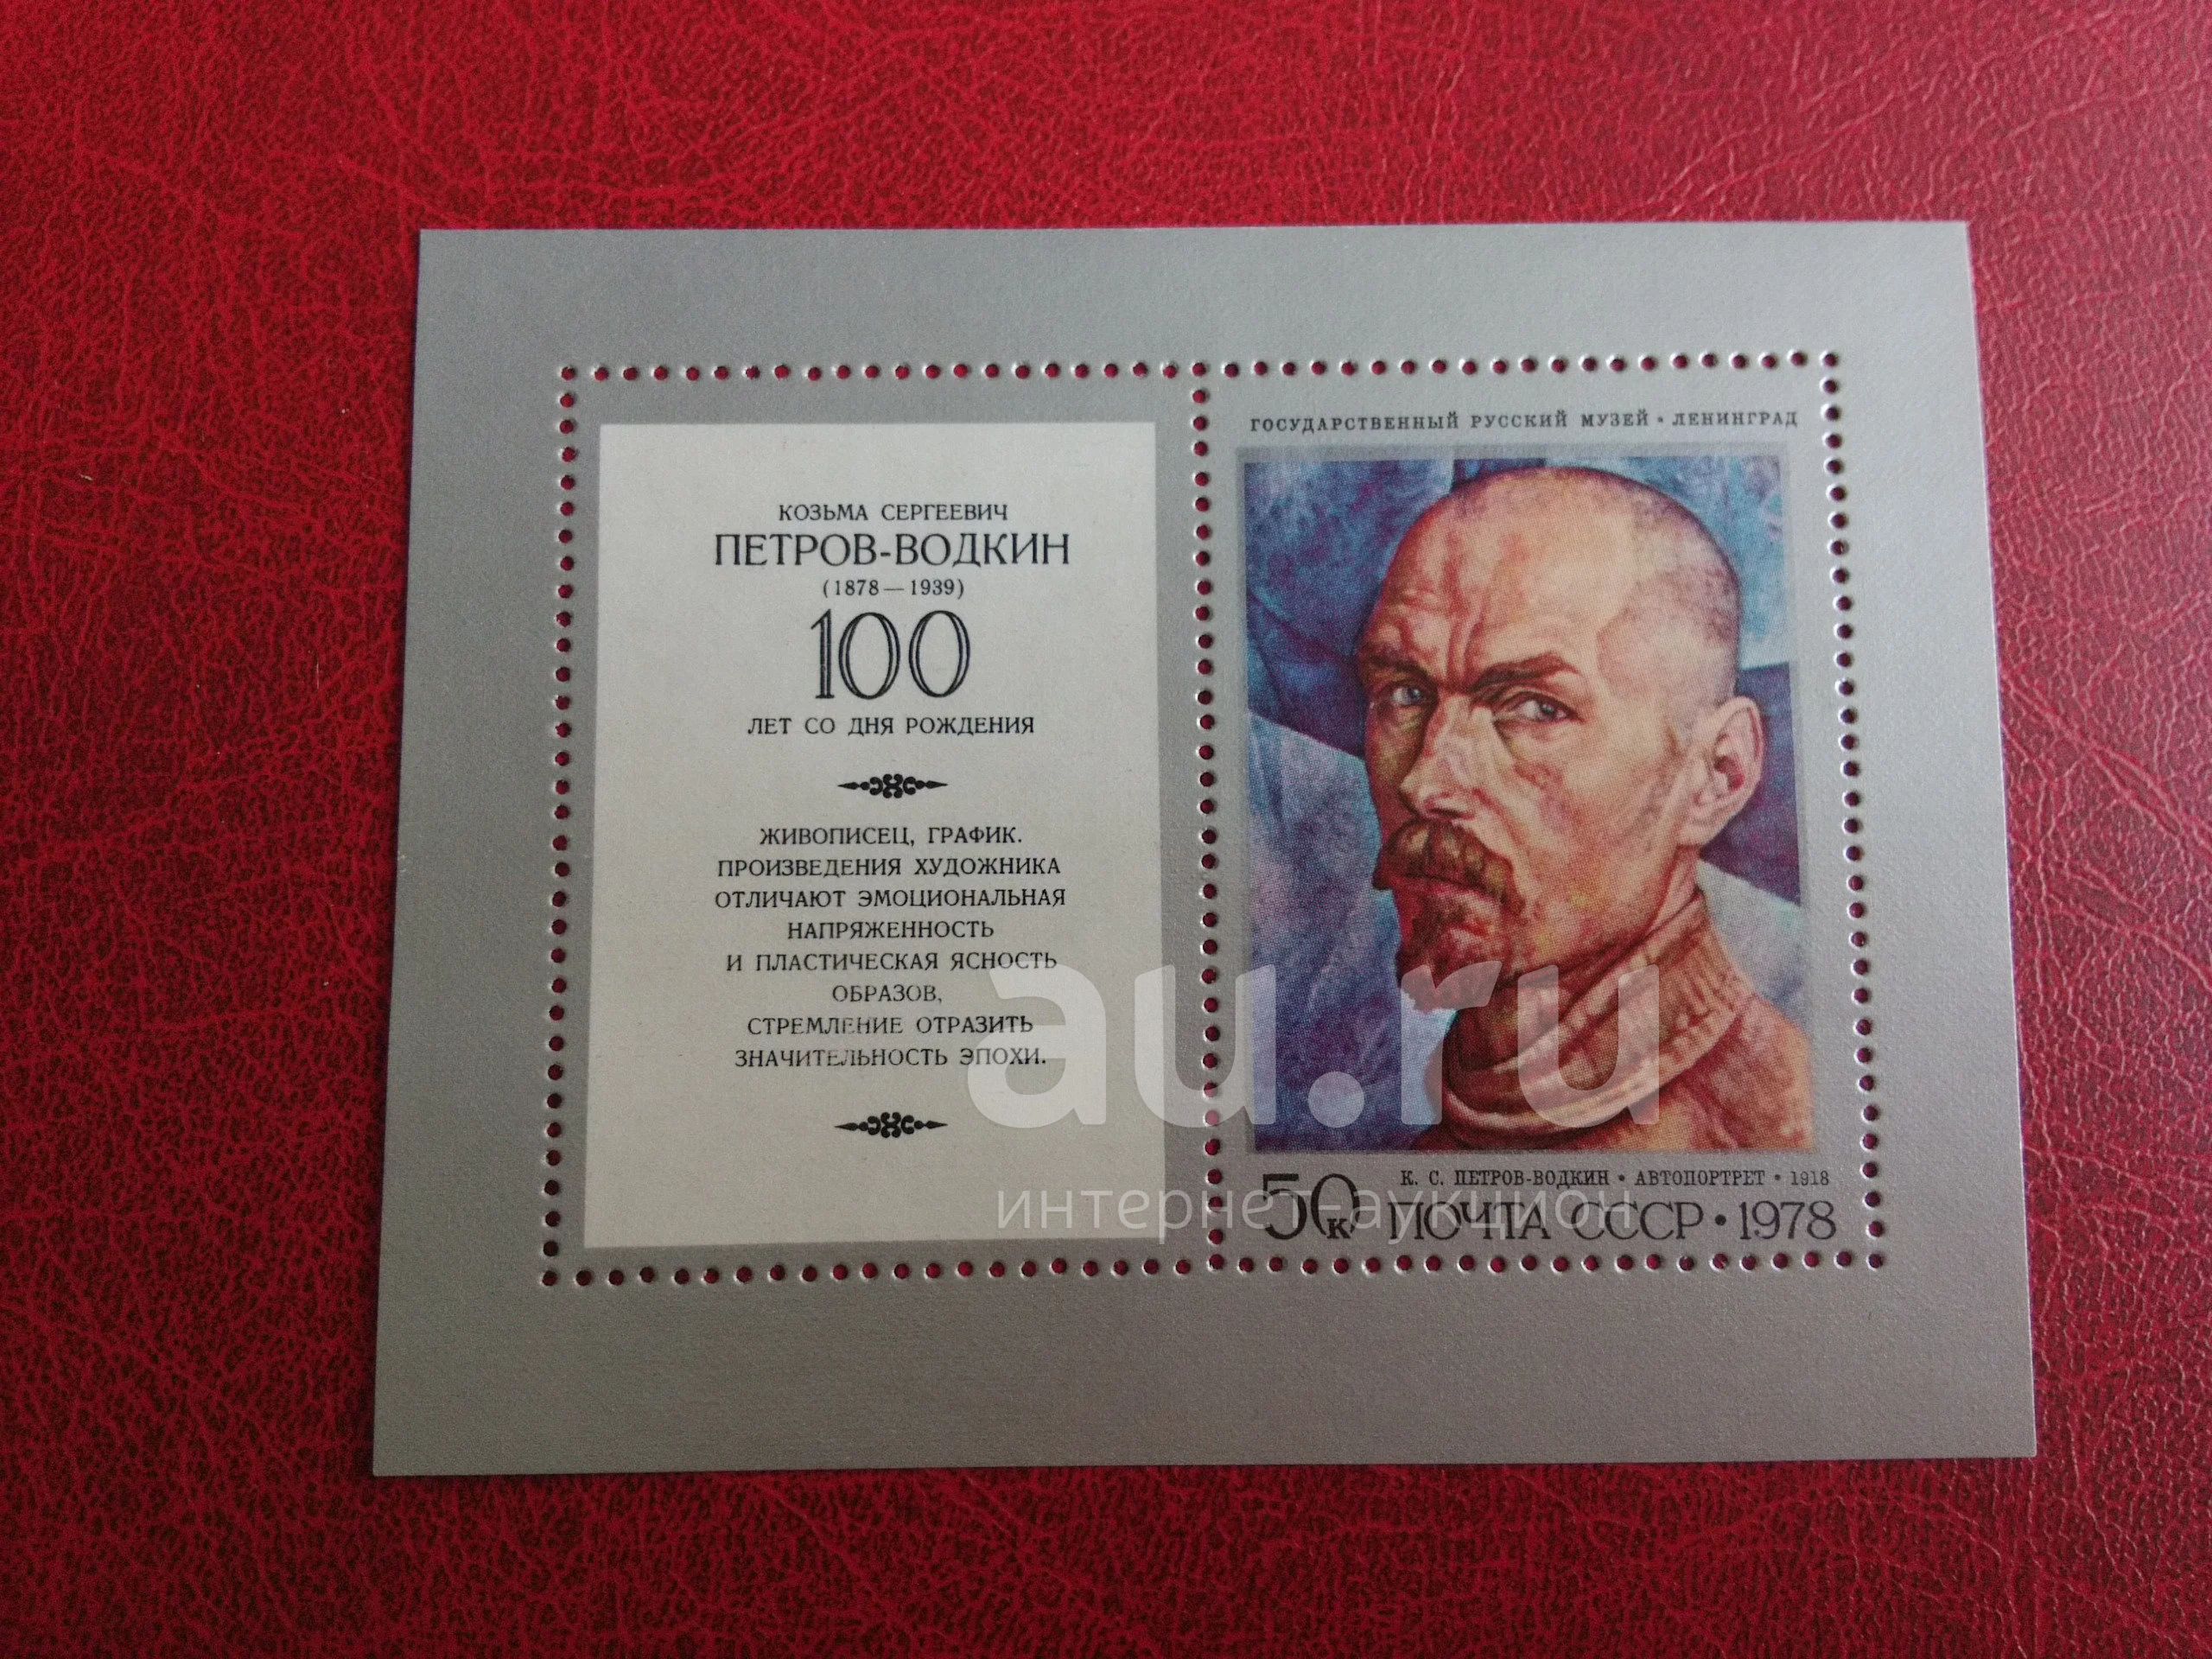 КОЗЬМА СЕРГЕЕВИЧ
ПЕТРОВ-ВОДКИН
(1878—1939)
100
ЛЕТ СО ДНЯ РОЖДЕНИЯ
ЖИВОПИСЕЦ, ГРАФИК.
ПРОИЗВЕДЕНИЯ ХУДОЖНИКА
ОТЛИЧАЮТ ЭМОЦИОНАЛЬНАЯ
НАПРЯЖЕННОСТЬ
И ПЛАСТИЧЕСКАЯ ЯСНОСТЬ
ОБРАЗОВ,
СТРЕМЛЕНИЕ ОТРАЗИТЬ
ЗНАЧИТЕЛЬНОСТЬ ЭПОХИ.
ГОСУДАРСТВЕННЫЙ РУССКИЙ МУЗЕЙ • ЛЕНИНГРАД
К. С. ПЕТРОВ-ВОДКИН • АВТОПОРТРЕТ • 1918
50к ПОЧТА СССР • 1978
au.ru
интернет-аукцион